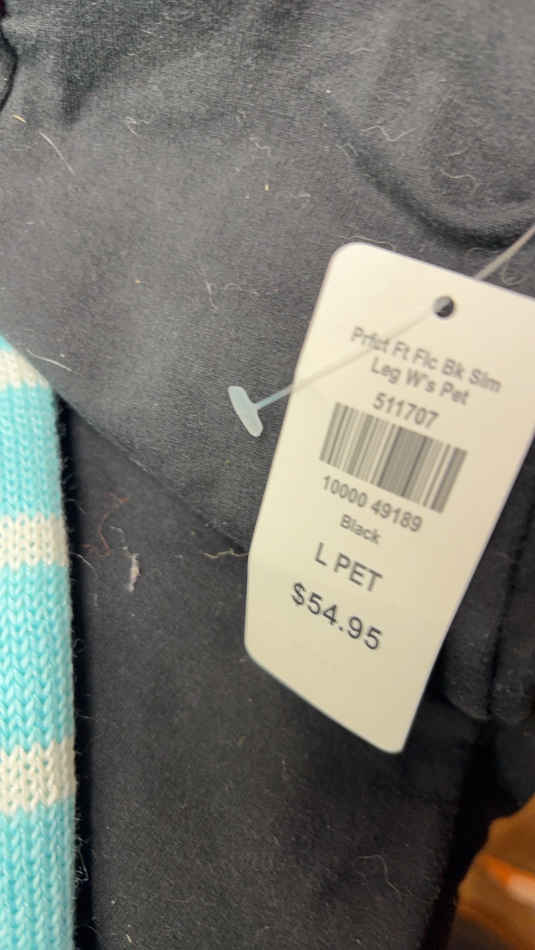 Prfct Ft Flc Bk Slm
Leg W's Pet
511707
10000 49189
Black
L PET
$54.95